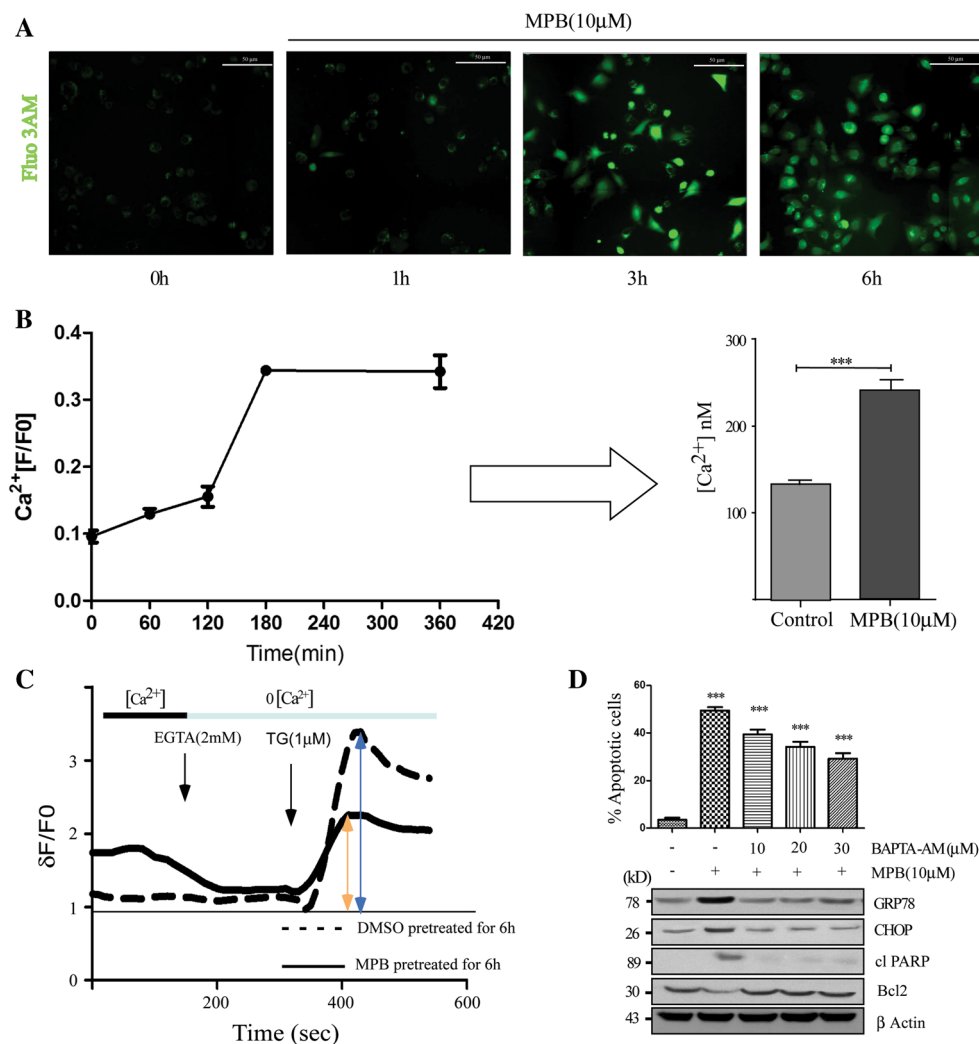 A
MPB(10μM)
Fluo 3AM
50 μm
50 μm
50 μm
50 μm
0h
1h
3h
6h
B
Ca²⁺[F/F0]
0.4
0.3
0.2
0.1
0.0
0 60 120 180 240 300 360 420
Time(min)
[Ca²⁺] nM
300
200
100
***
Control
MPB(10μM)
C
δF/F0
3
2
1
0
[Ca²⁺]
0 [Ca²⁺]
EGTA(2mM)
TG(1μM)
DMSO pretreated for 6h
MPB pretreated for 6h
200 400 600
Time (sec)
D
% Apoptotic cells
60
40
20
0
*** *** *** ***
- - 10 20 30 BAPTA-AM(μM)
- + + + + MPB(10μM)
(kD)
78 GRP78
26 CHOP
89 cl PARP
30 Bcl2
43 β Actin